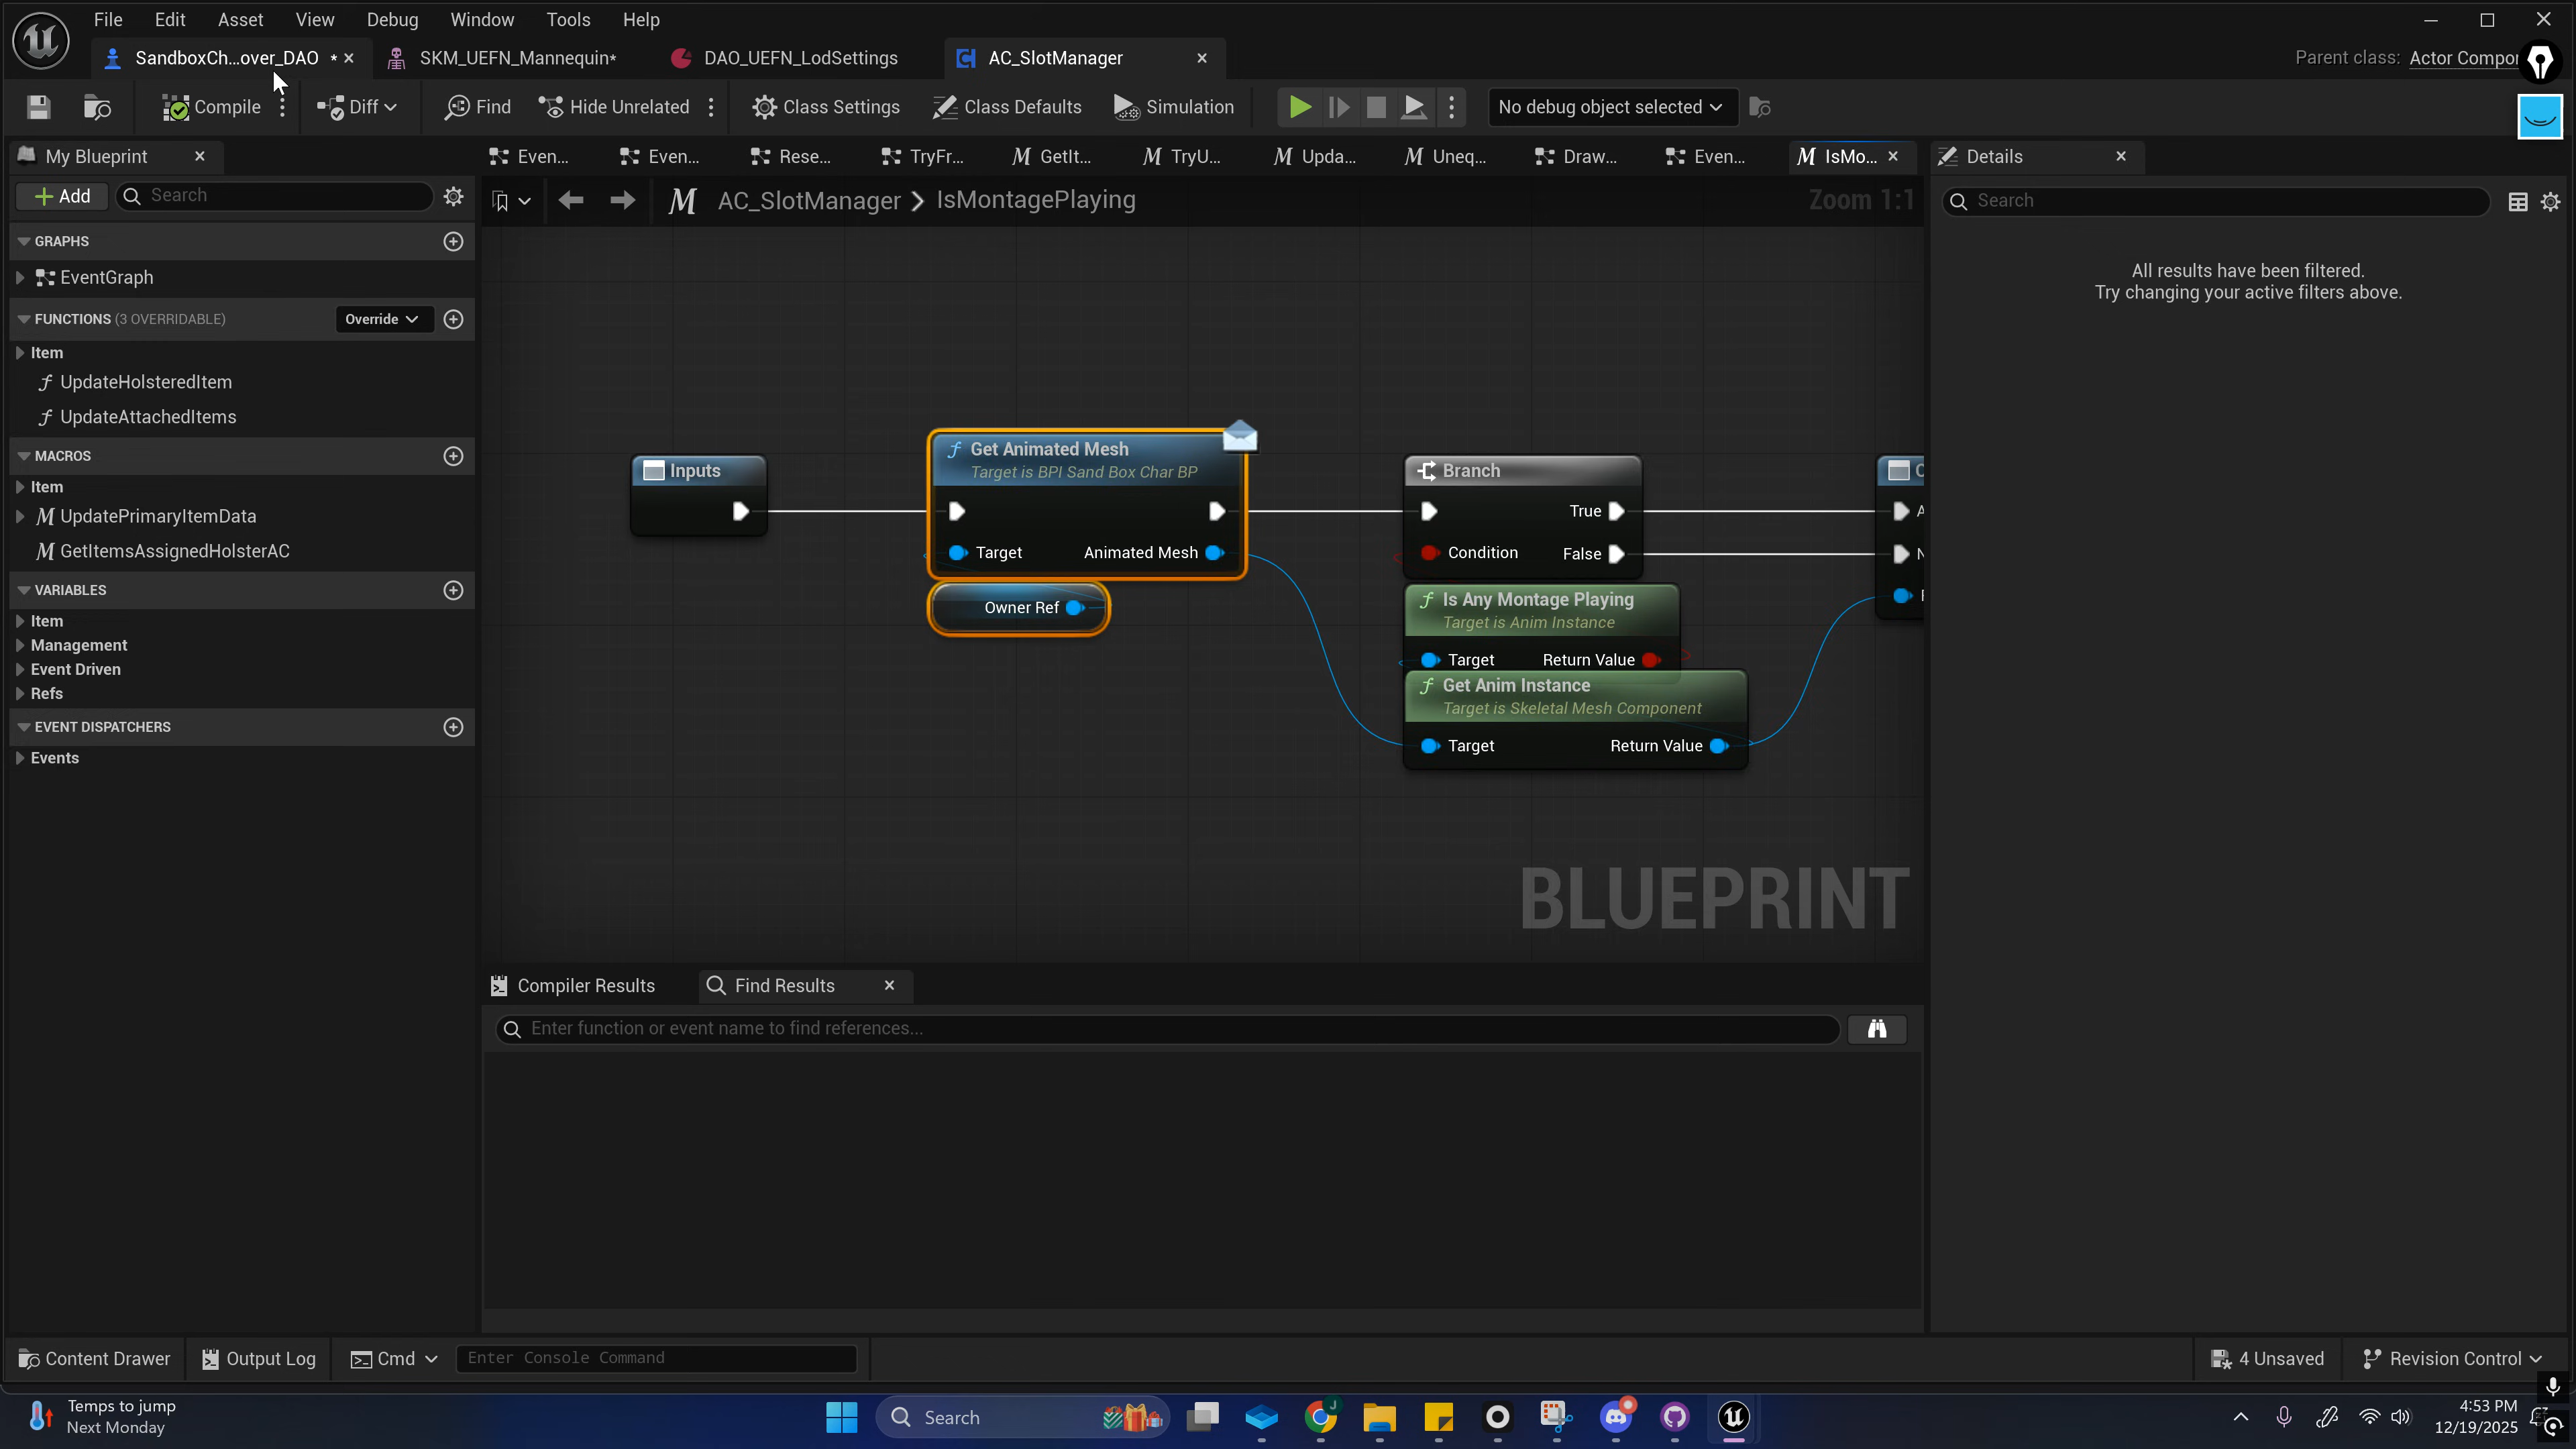 File Edit Asset View Debug Window Tools Help
SandboxCh...over_DAO * SKM_UEFN_Mannequin* DAO_UEFN_LodSettings AC_SlotManager Parent class: Actor Compor
Compile Diff Find Hide Unrelated Class Settings Class Defaults Simulation No debug object selected
My Blueprint
Add Search
GRAPHS
EventGraph
FUNCTIONS (3 OVERRIDABLE) Override
Item
UpdateHolsteredItem
UpdateAttachedItems
MACROS
Item
UpdatePrimaryItemData
GetItemsAssignedHolsterAC
VARIABLES
Item
Management
Event Driven
Refs
EVENT DISPATCHERS
Events
Even... Even... Rese... TryFr... GetIt... TryU... Upda... Uneq... Draw... Even... IsMo...
AC_SlotManager > IsMontagePlaying Zoom 1:1
Inputs
Get Animated Mesh
Target is BPI Sand Box Char BP
Target Animated Mesh
Owner Ref
Branch
True
Condition False
Is Any Montage Playing
Target is Anim Instance
Target Return Value
Get Anim Instance
Target is Skeletal Mesh Component
Target Return Value
BLUEPRINT
Compiler Results Find Results
Enter function or event name to find references...
Details
Search
All results have been filtered.
Try changing your active filters above.
Content Drawer Output Log Cmd Enter Console Command 4 Unsaved Revision Control
Temps to jump
Next Monday
Search
4:53 PM
12/19/2025